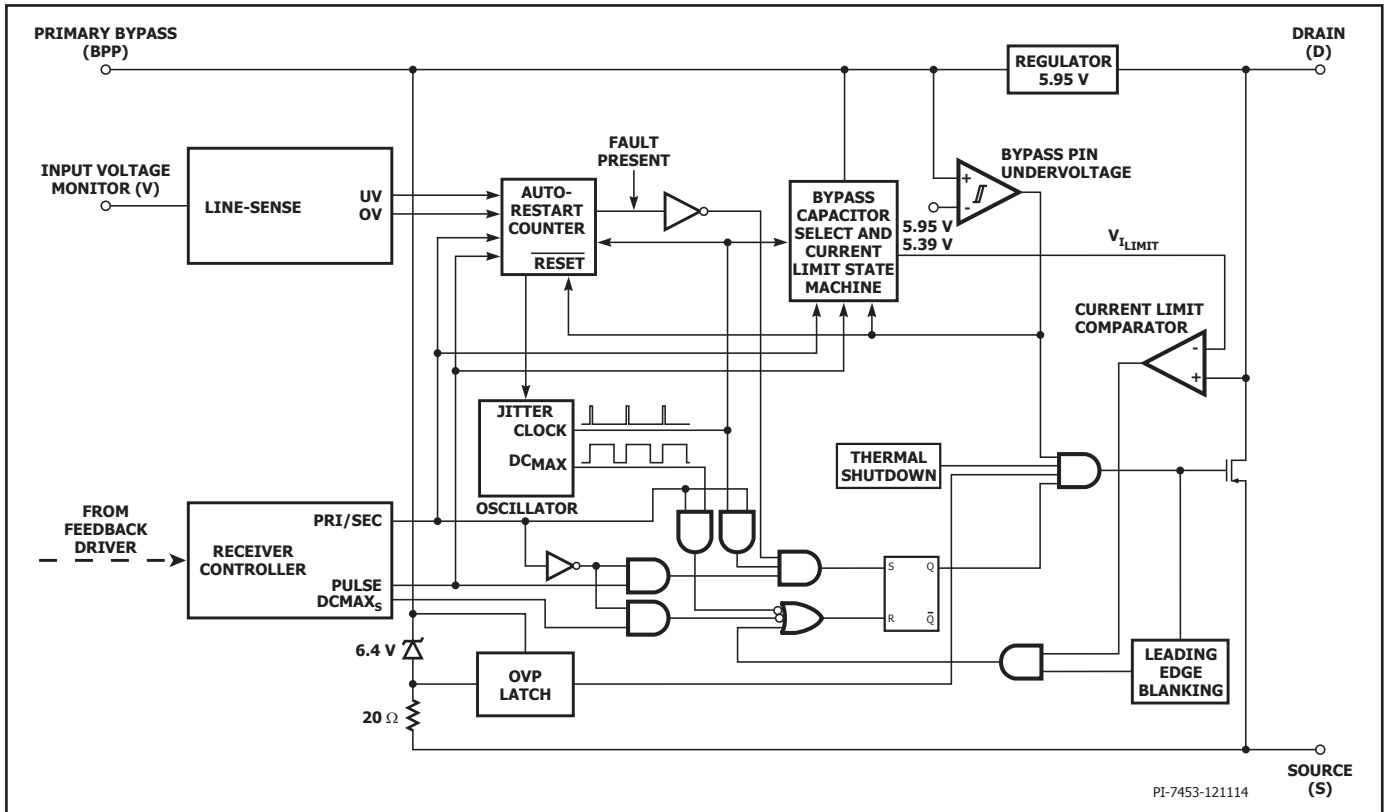 PRIMARY BYPASS
(BPP)
DRAIN
(D)
REGULATOR
5.95 V
INPUT VOLTAGE
MONITOR (V)
LINE-SENSE
UV
OV
FAULT
PRESENT
AUTO-
RESTART
COUNTER
RESET
BYPASS
CAPACITOR
SELECT AND
CURRENT
LIMIT STATE
MACHINE
BYPASS PIN
UNDERVOLTAGE
+
-
5.95 V
5.39 V
VILIMIT
CURRENT LIMIT
COMPARATOR
-
+
JITTER
CLOCK
DCMAX
OSCILLATOR
THERMAL
SHUTDOWN
FROM
FEEDBACK
DRIVER
RECEIVER
CONTROLLER
PRI/SEC
PULSE
DCMAXS
S Q
R Q̅
6.4 V
OVP
LATCH
20 Ω
LEADING
EDGE
BLANKING
SOURCE
(S)
PI-7453-121114